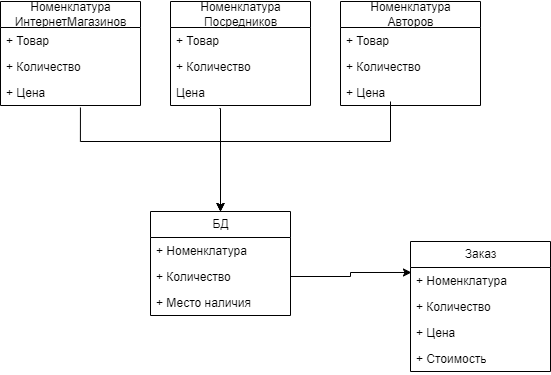 Номенклатура
ИнтернетМагазинов
+ Товар
+ Количество
+ Цена
Номенклатура
Посредников
+ Товар
+ Количество
Цена
Номенклатура
Авторов
+ Товар
+ Количество
+ Цена
БД
+ Номенклатура
+ Количество
+ Место наличия
Заказ
+ Номенклатура
+ Количество
+ Цена
+ Стоимость